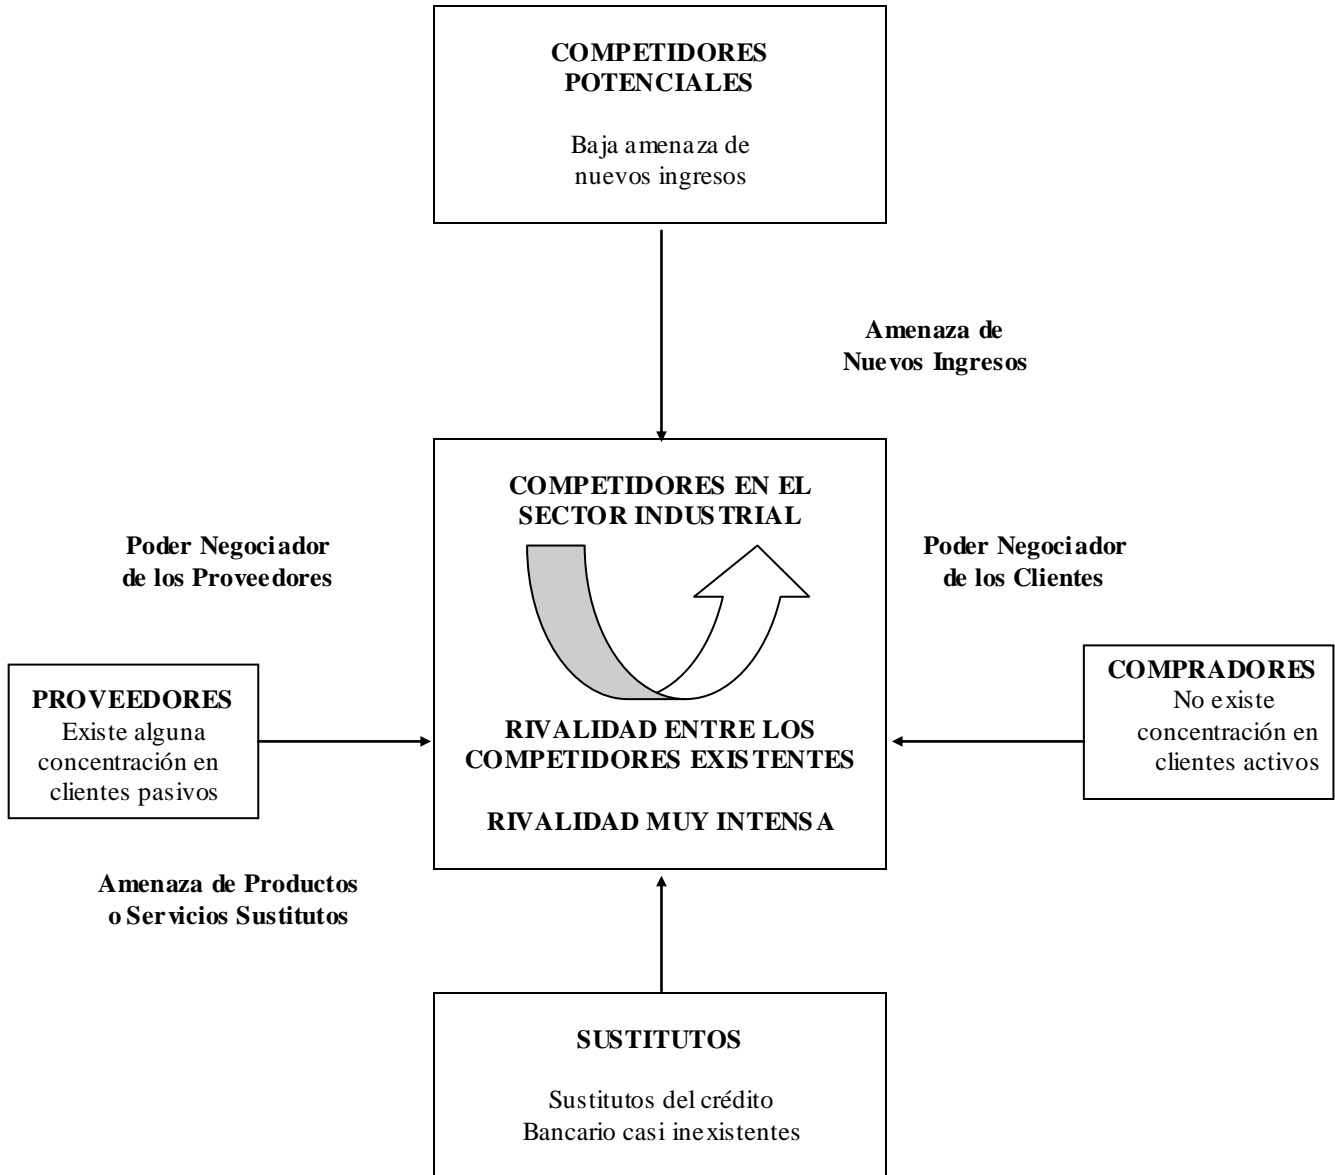 COMPETIDORES
POTENCIALES
Baja amenaza de
nuevos ingresos
Amenaza de
Nuevos Ingresos
COMPETIDORES EN EL
SECTOR INDUSTRIAL
Poder Negociador
de los Proveedores
Poder Negociador
de los Clientes
PROVEEDORES
Existe alguna
concentración en
clientes pasivos
RIVALIDAD ENTRE LOS
COMPETIDORES EXISTENTES
RIVALIDAD MUY INTENSA
COMPRADORES
No existe
concentración en
clientes activos
Amenaza de Productos
o Servicios Sustitutos
SUSTITUTOS
Sustitutos del crédito
Bancario casi inexistentes